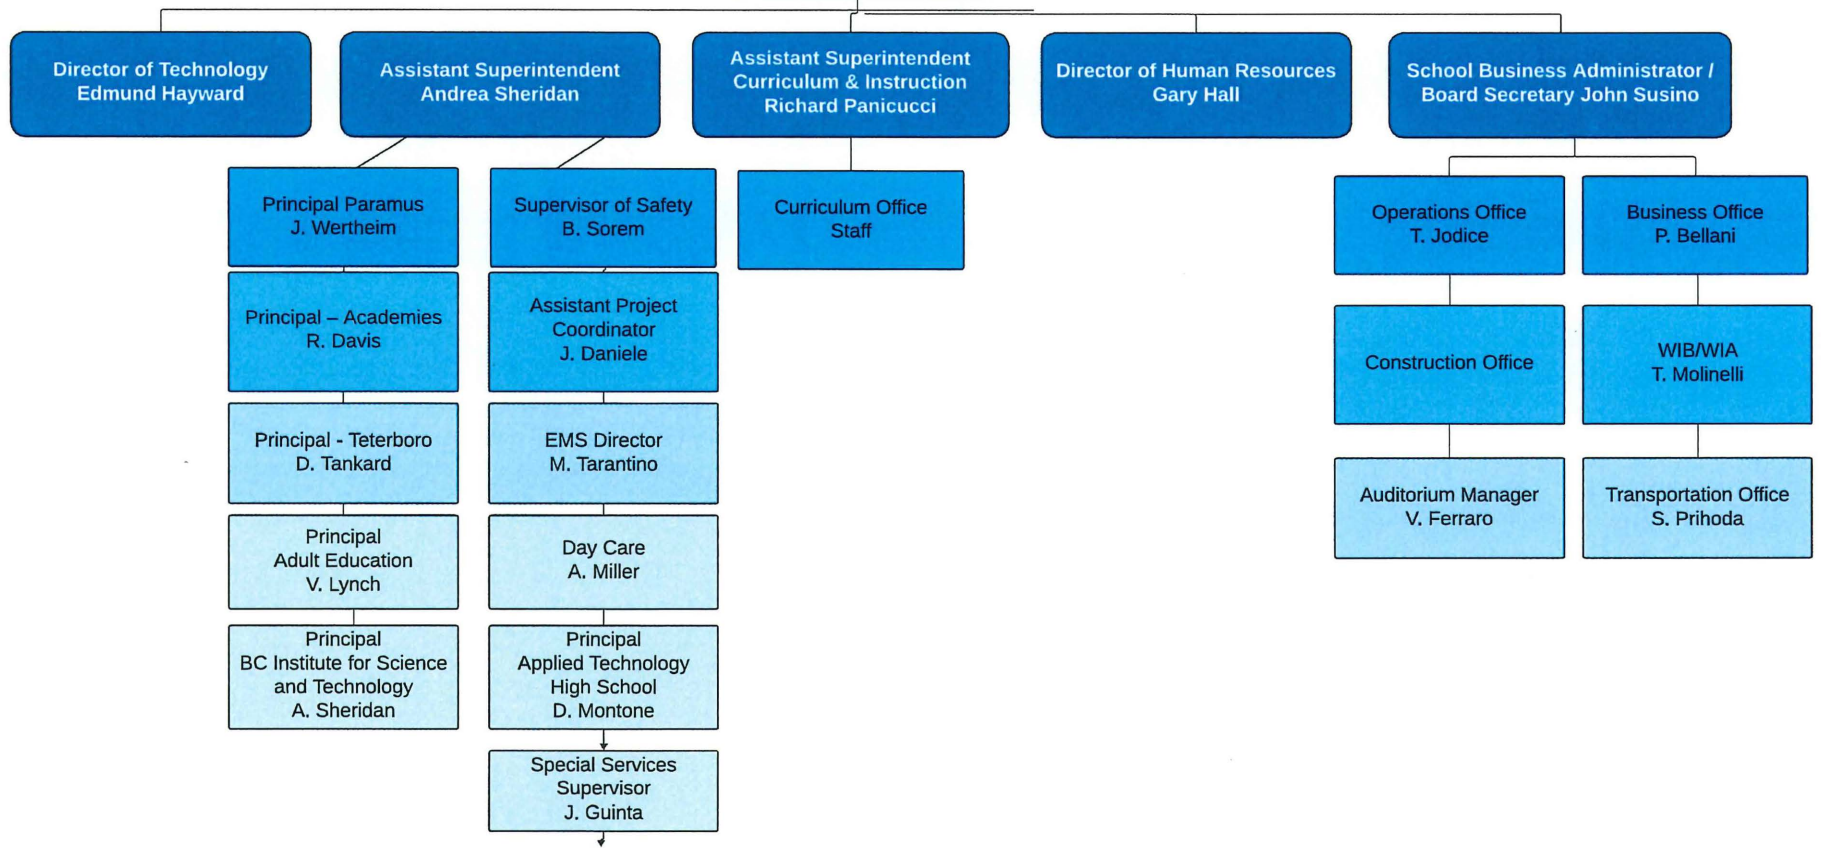 Director of Technology
Edmund Hayward
Assistant Superintendent
Andrea Sheridan
Assistant Superintendent
Curriculum & Instruction
Richard Panicucci
Director of Human Resources
Gary Hall
School Business Administrator /
Board Secretary John Susino
Principal Paramus
J. Wertheim
Principal – Academies
R. Davis
Principal - Teterboro
D. Tankard
Principal
Adult Education
V. Lynch
Principal
BC Institute for Science
and Technology
A. Sheridan
Supervisor of Safety
B. Sorem
Assistant Project
Coordinator
J. Daniele
EMS Director
M. Tarantino
Day Care
A. Miller
Principal
Applied Technology
High School
D. Montone
Special Services
Supervisor
J. Guinta
Curriculum Office
Staff
Operations Office
T. Jodice
Construction Office
Auditorium Manager
V. Ferraro
Business Office
P. Bellani
WIB/WIA
T. Molinelli
Transportation Office
S. Prihoda